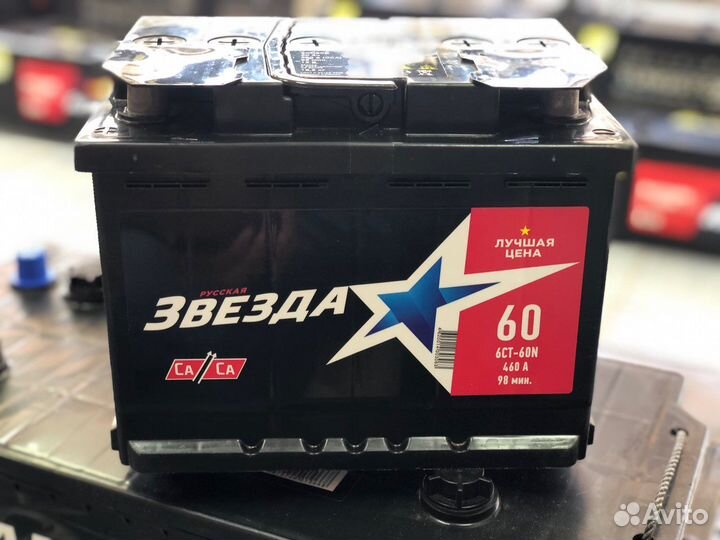 ЛУЧШАЯ
ЦЕНА
РУССКАЯ
ЗВЕЗДА
60
6СТ-60N
460 А
98 мин.
CA CA
Avito